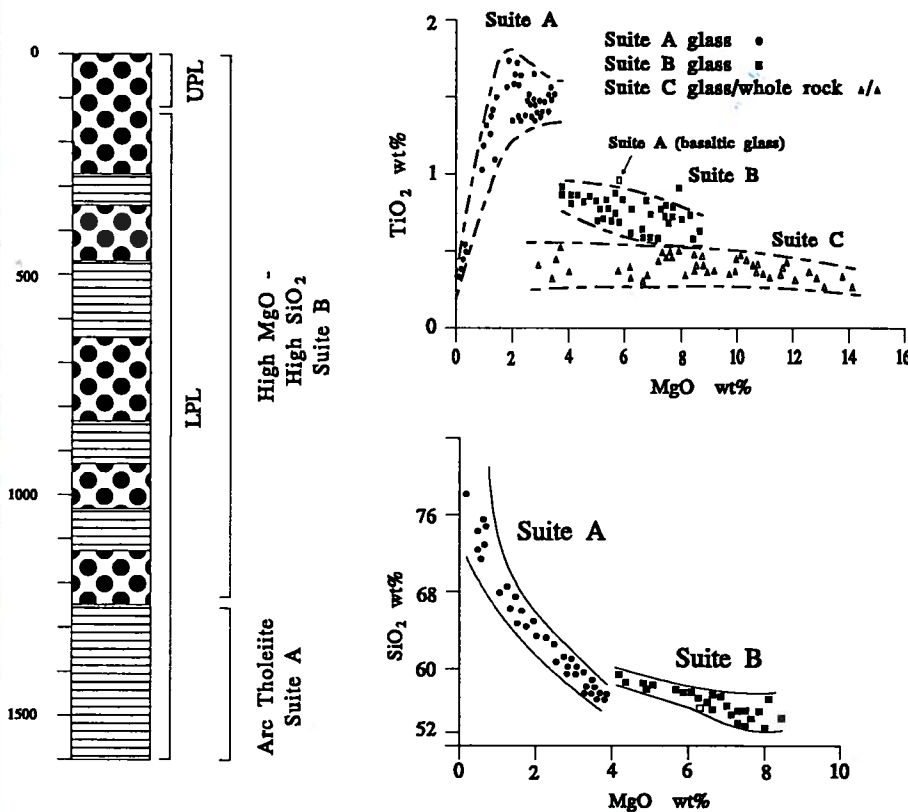 0
500
1000
1500
UPL
LPL
High MgO -
High SiO2
Suite B
Arc Tholeiite
Suite A
Suite A
Suite A glass
Suite B glass
Suite C glass/whole rock /
Suite A (basaltic glass)
Suite B
Suite C
TiO2 wt%
2
1
0
0 2 4 6 8 10 12 14 16
MgO wt%
Suite A
Suite B
SiO2 wt%
76
68
60
52
0 2 4 6 8 10
MgO wt%